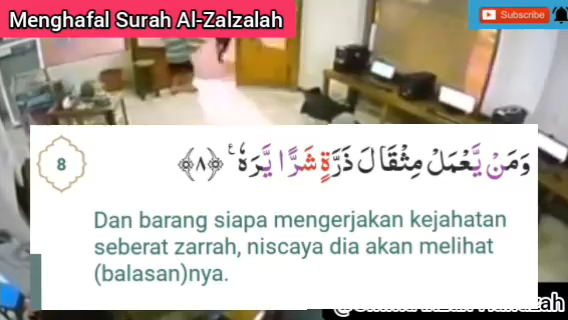 Menghafal Surah Al-Zalzalah
Subscribe
8
وَمَنْ يَّعْمَلْ مِثْقَالَ ذَرَّةٍ شَرًّا يَّرَهٗ ࣖ ﴿٨﴾
Dan barang siapa mengerjakan kejahatan
seberat zarrah, niscaya dia akan melihat
(balasan)nya.